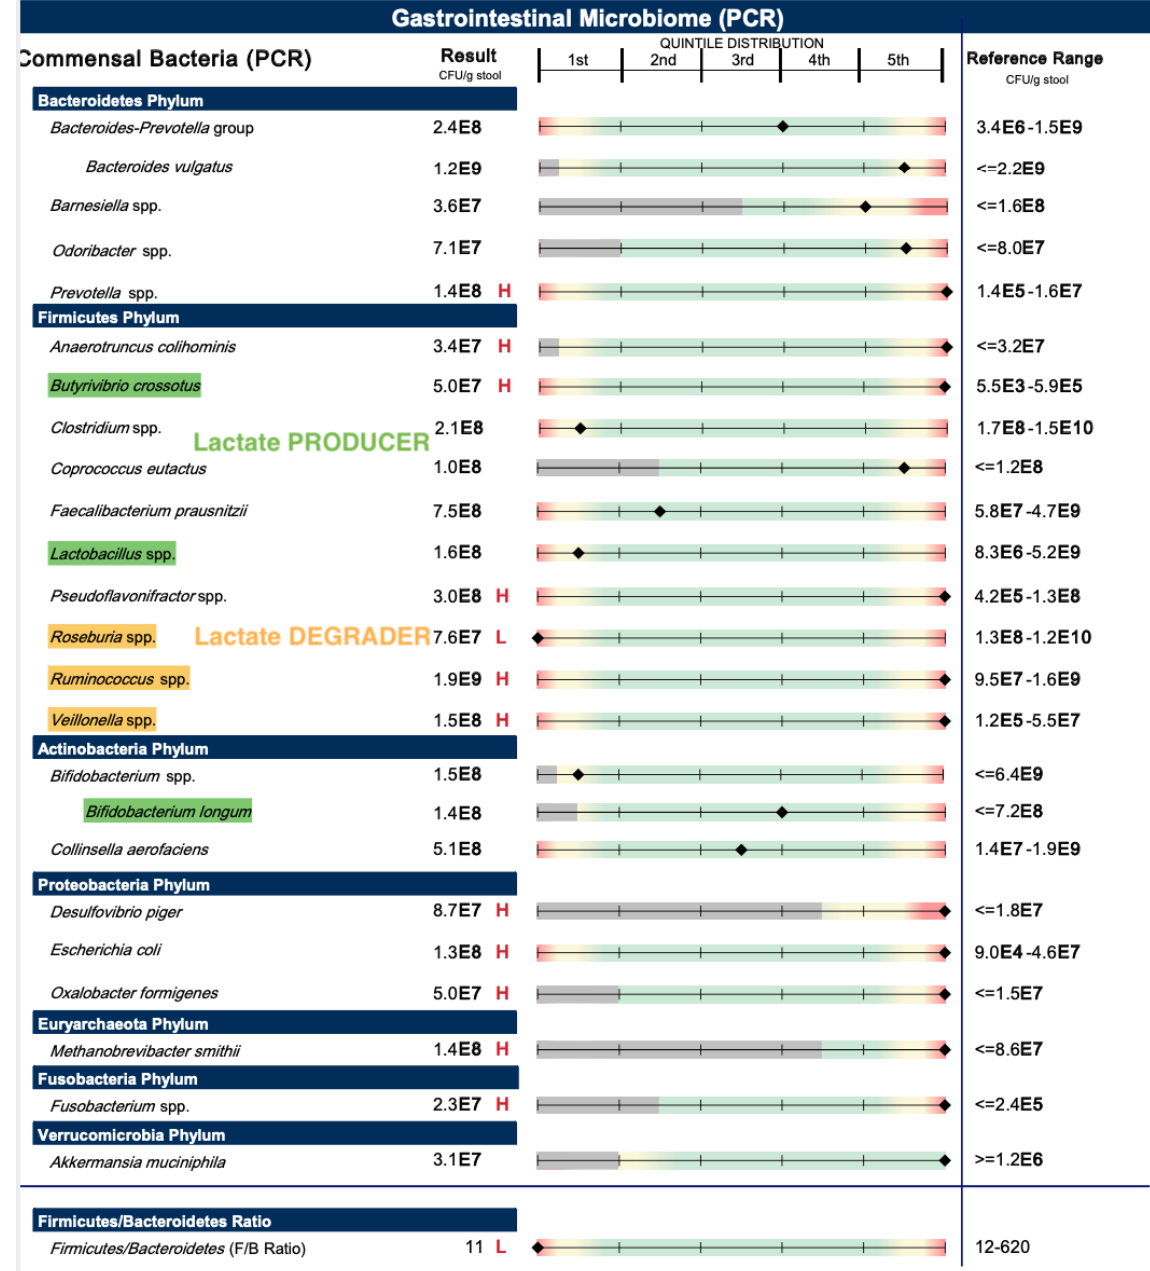 Gastrointestinal Microbiome (PCR)
Commensal Bacteria (PCR) Result CFU/g stool QUINTILE DISTRIBUTION 1st 2nd 3rd 4th 5th Reference Range CFU/g stool
Bacteroidetes Phylum
Bacteroides-Prevotella group 2.4E8 3.4E6-1.5E9
Bacteroides vulgatus 1.2E9 <=2.2E9
Barnesiella spp. 3.6E7 <=1.6E8
Odoribacter spp. 7.1E7 <=8.0E7
Prevotella spp. 1.4E8 H 1.4E5-1.6E7
Firmicutes Phylum
Anaerotruncus colihominis 3.4E7 H <=3.2E7
Butyrivibrio crossotus 5.0E7 H 5.5E3-5.9E5
Clostridium spp. 2.1E8 1.7E8-1.5E10
Lactate PRODUCER
Coprococcus eutactus 1.0E8 <=1.2E8
Faecalibacterium prausnitzii 7.5E8 5.8E7-4.7E9
Lactobacillus spp. 1.6E8 8.3E6-5.2E9
Pseudoflavonifractor spp. 3.0E8 H 4.2E5-1.3E8
Roseburia spp. Lactate DEGRADER 7.6E7 L 1.3E8-1.2E10
Ruminococcus spp. 1.9E9 H 9.5E7-1.6E9
Veillonella spp. 1.5E8 H 1.2E5-5.5E7
Actinobacteria Phylum
Bifidobacterium spp. 1.5E8 <=6.4E9
Bifidobacterium longum 1.4E8 <=7.2E8
Collinsella aerofaciens 5.1E8 1.4E7-1.9E9
Proteobacteria Phylum
Desulfovibrio piger 8.7E7 H <=1.8E7
Escherichia coli 1.3E8 H 9.0E4-4.6E7
Oxalobacter formigenes 5.0E7 H <=1.5E7
Euryarchaeota Phylum
Methanobrevibacter smithii 1.4E8 H <=8.6E7
Fusobacteria Phylum
Fusobacterium spp. 2.3E7 H <=2.4E5
Verrucomicrobia Phylum
Akkermansia muciniphila 3.1E7 >=1.2E6
Firmicutes/Bacteroidetes Ratio
Firmicutes/Bacteroidetes (F/B Ratio) 11 L 12-620